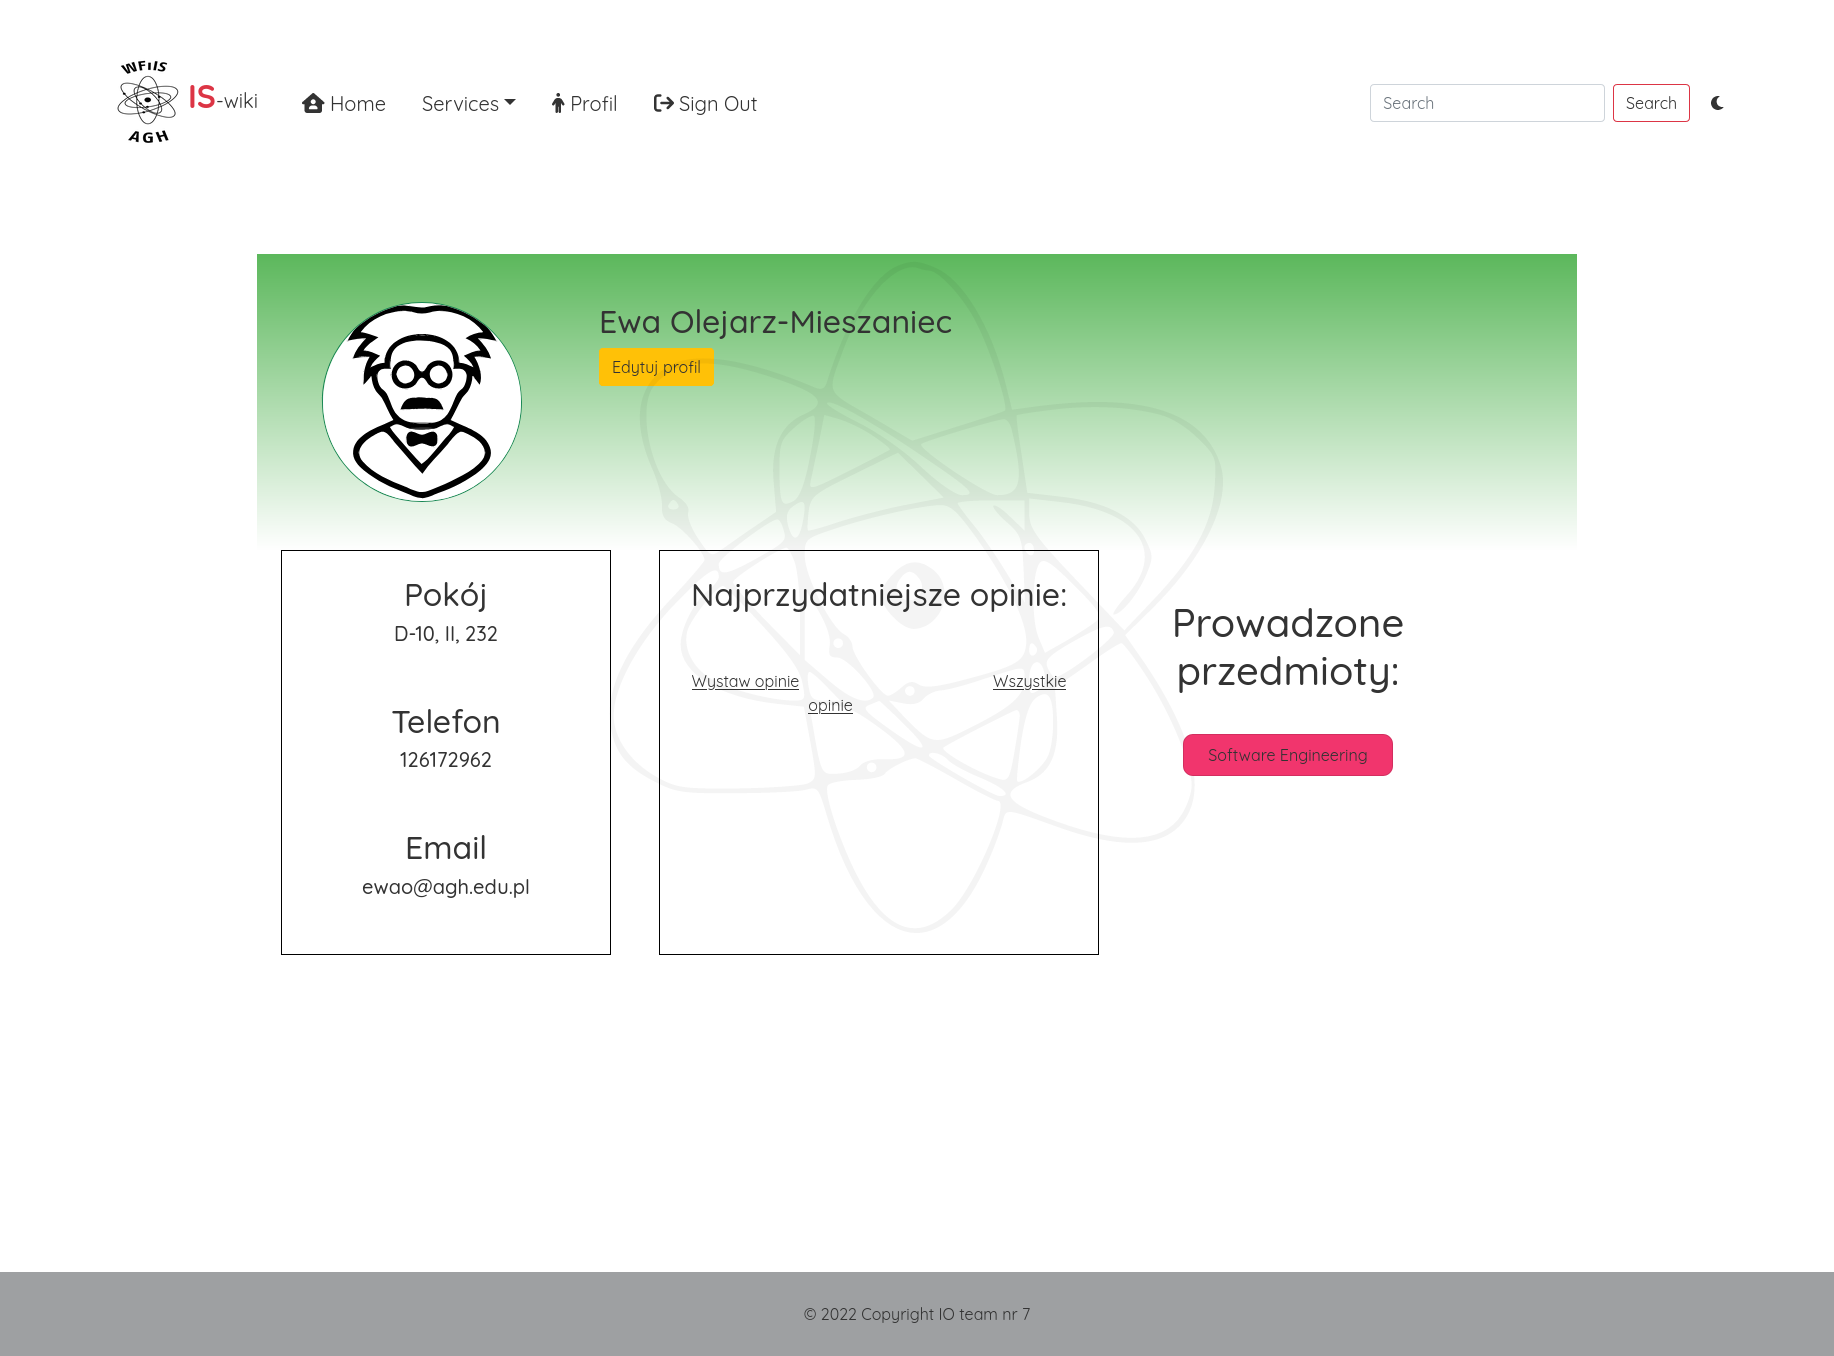 WFiIS
AGH
IS-wiki
Home
Services
Profil
Sign Out
Search
Search
Ewa Olejarz-Mieszaniec
Edytuj profil
Pokój
D-10, II, 232
Telefon
126172962
Email
ewao@agh.edu.pl
Najprzydatniejsze opinie:
Wystaw opinie
Wszystkie
opinie
Prowadzone
przedmioty:
Software Engineering
© 2022 Copyright IO team nr 7